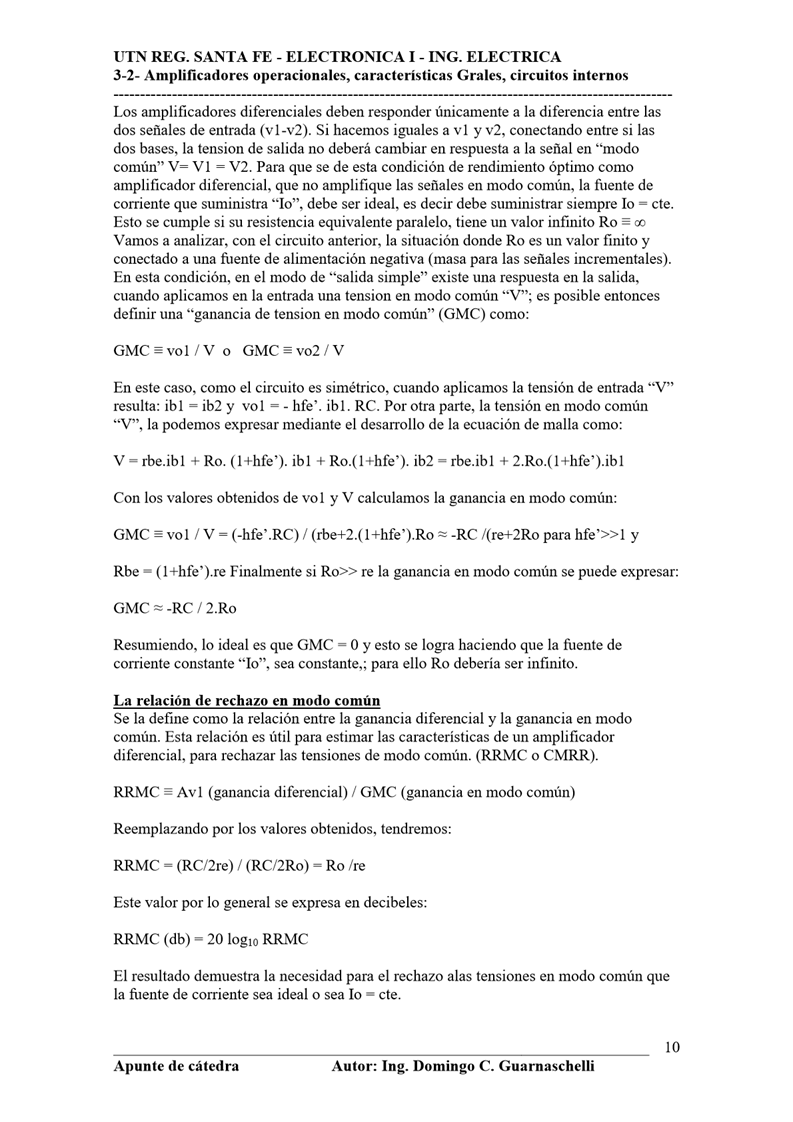 UTN REG. SANTA FE - ELECTRONICA I - ING. ELECTRICA
3-2- Amplificadores operacionales, características Grales, circuitos internos
---------------------------------------------------------------------------------------------------------
Los amplificadores diferenciales deben responder únicamente a la diferencia entre las
dos señales de entrada (v1-v2). Si hacemos iguales a v1 y v2, conectando entre si las
dos bases, la tension de salida no deberá cambiar en respuesta a la señal en “modo
común” V= V1 = V2. Para que se de esta condición de rendimiento óptimo como
amplificador diferencial, que no amplifique las señales en modo común, la fuente de
corriente que suministra “Io”, debe ser ideal, es decir debe suministrar siempre Io = cte.
Esto se cumple si su resistencia equivalente paralelo, tiene un valor infinito Ro ≡ ∞
Vamos a analizar, con el circuito anterior, la situación donde Ro es un valor finito y
conectado a una fuente de alimentación negativa (masa para las señales incrementales).
En esta condición, en el modo de “salida simple” existe una respuesta en la salida,
cuando aplicamos en la entrada una tension en modo común “V”; es posible entonces
definir una “ganancia de tension en modo común” (GMC) como:
GMC ≡ vo1 / V o GMC ≡ vo2 / V
En este caso, como el circuito es simétrico, cuando aplicamos la tensión de entrada “V”
resulta: ib1 = ib2 y vo1 = - hfe’. ib1. RC. Por otra parte, la tensión en modo común
“V”, la podemos expresar mediante el desarrollo de la ecuación de malla como:
V = rbe.ib1 + Ro. (1+hfe’). ib1 + Ro.(1+hfe’). ib2 = rbe.ib1 + 2.Ro.(1+hfe’).ib1
Con los valores obtenidos de vo1 y V calculamos la ganancia en modo común:
GMC ≡ vo1 / V = (-hfe’.RC) / (rbe+2.(1+hfe’).Ro ≈ -RC /(re+2Ro para hfe’>>1 y
Rbe = (1+hfe’).re Finalmente si Ro>> re la ganancia en modo común se puede expresar:
GMC ≈ -RC / 2.Ro
Resumiendo, lo ideal es que GMC = 0 y esto se logra haciendo que la fuente de
corriente constante “Io”, sea constante,; para ello Ro debería ser infinito.
La relación de rechazo en modo común
Se la define como la relación entre la ganancia diferencial y la ganancia en modo
común. Esta relación es útil para estimar las características de un amplificador
diferencial, para rechazar las tensiones de modo común. (RRMC o CMRR).
RRMC ≡ Av1 (ganancia diferencial) / GMC (ganancia en modo común)
Reemplazando por los valores obtenidos, tendremos:
RRMC = (RC/2re) / (RC/2Ro) = Ro /re
Este valor por lo general se expresa en decibeles:
RRMC (db) = 20 log₁₀ RRMC
El resultado demuestra la necesidad para el rechazo alas tensiones en modo común que
la fuente de corriente sea ideal o sea Io = cte.
10
Apunte de cátedra Autor: Ing. Domingo C. Guarnaschelli